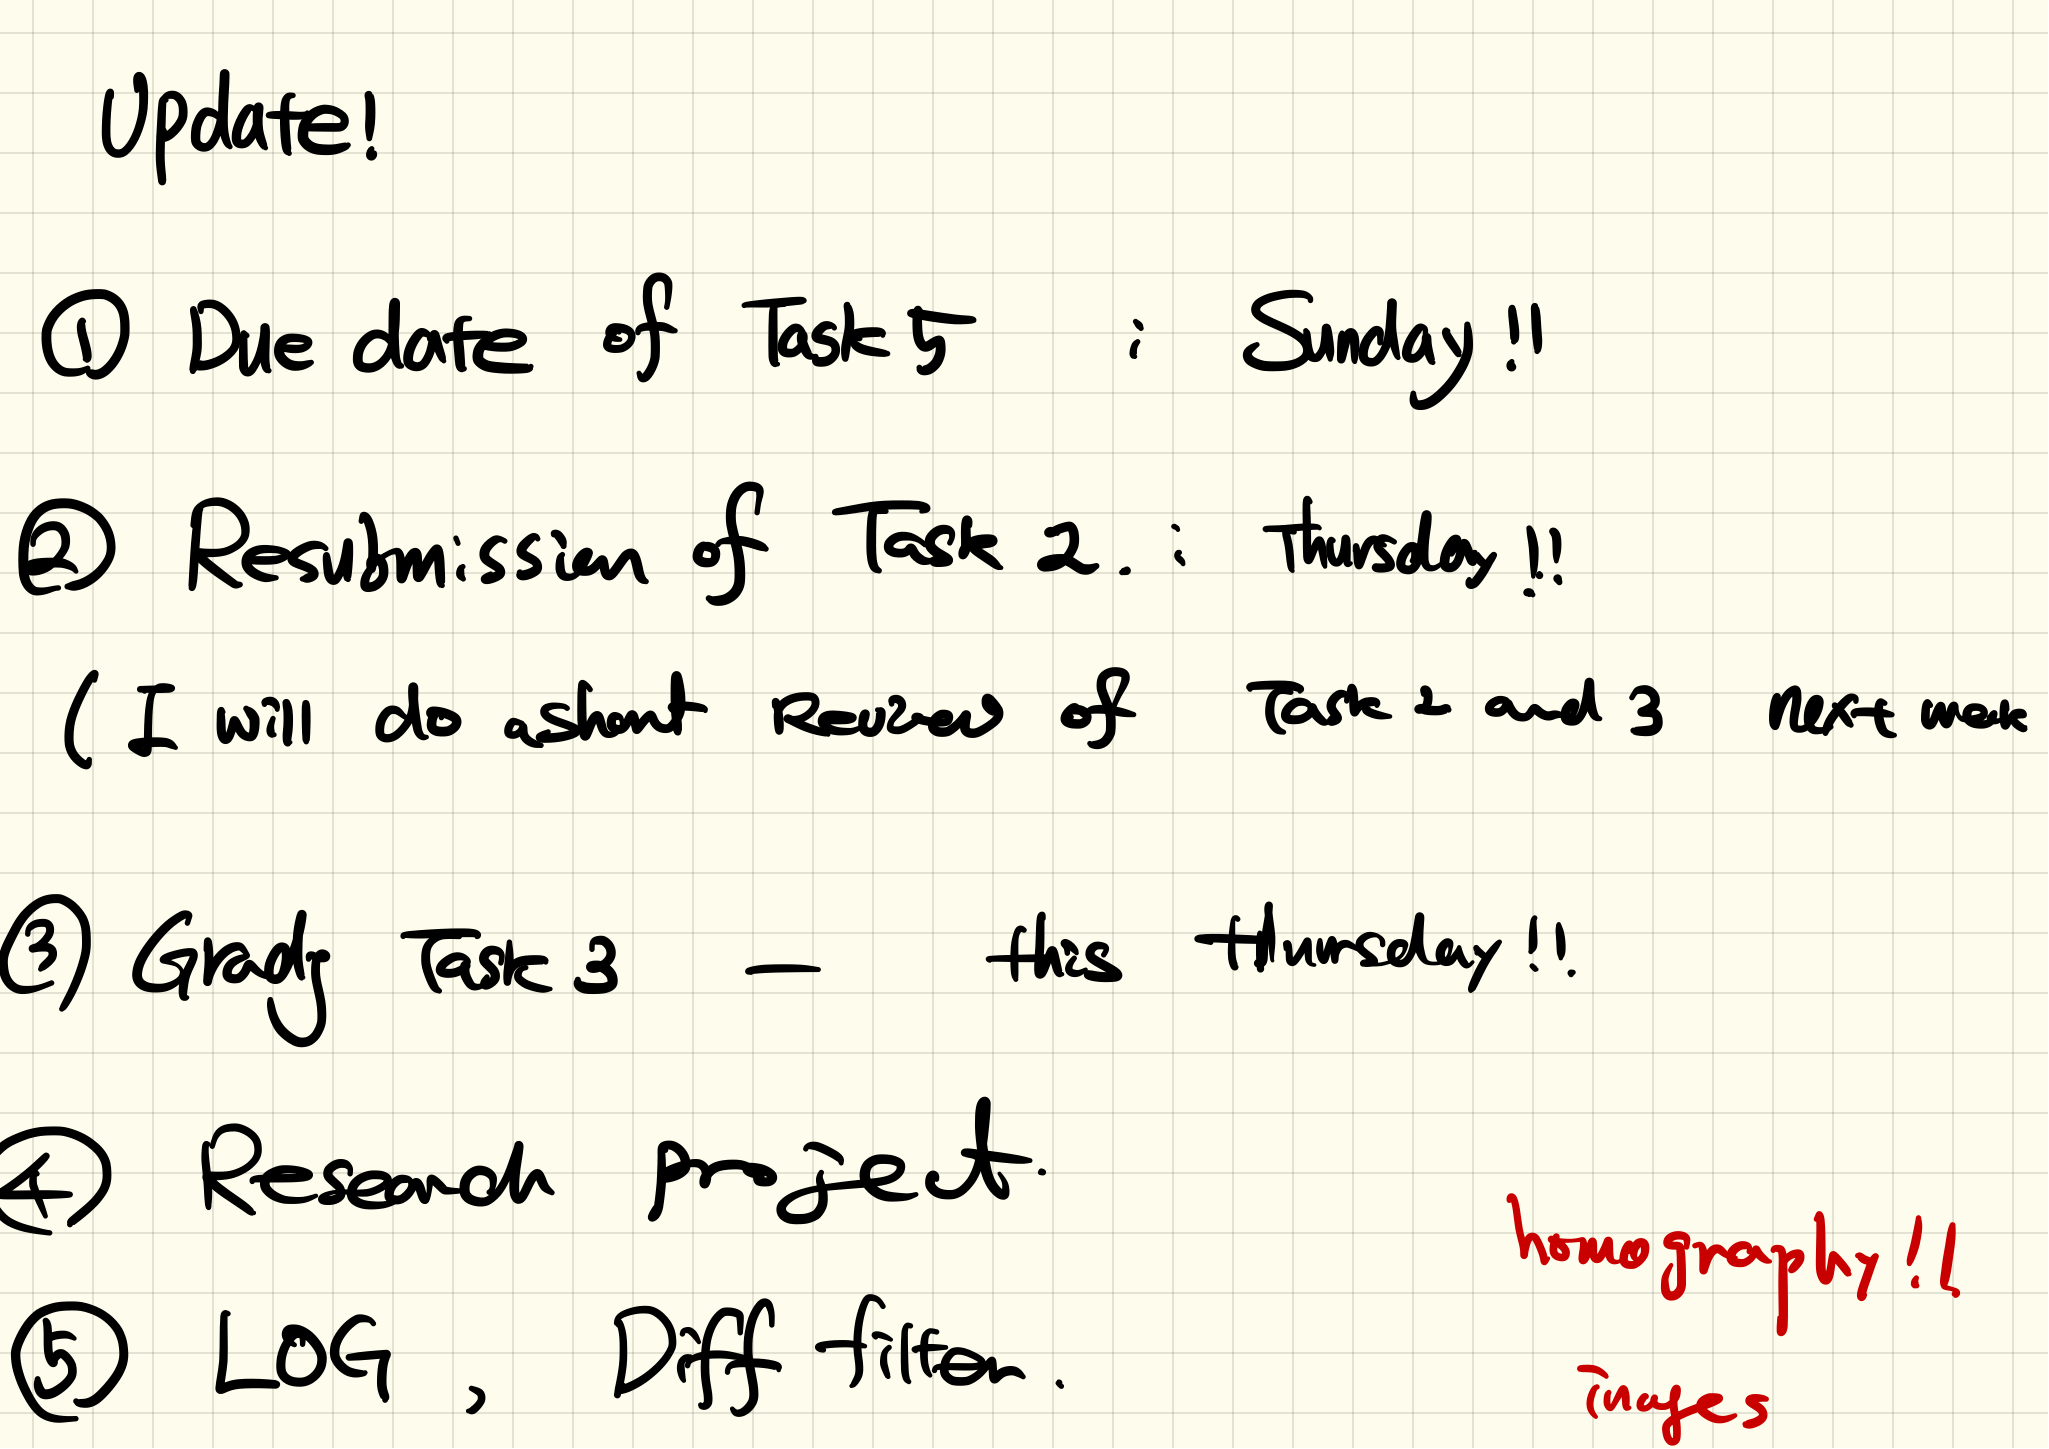 Update!
① Due date of Task 5 : Sunday!!
② Resubmission of Task 2. : Thursday!!
(I will do a short Review of Task 2 and 3 next week
③ Grady Task 3 — this thursday!!
④ Research project.
homography!!
⑤ LOG, Diff filter.
images